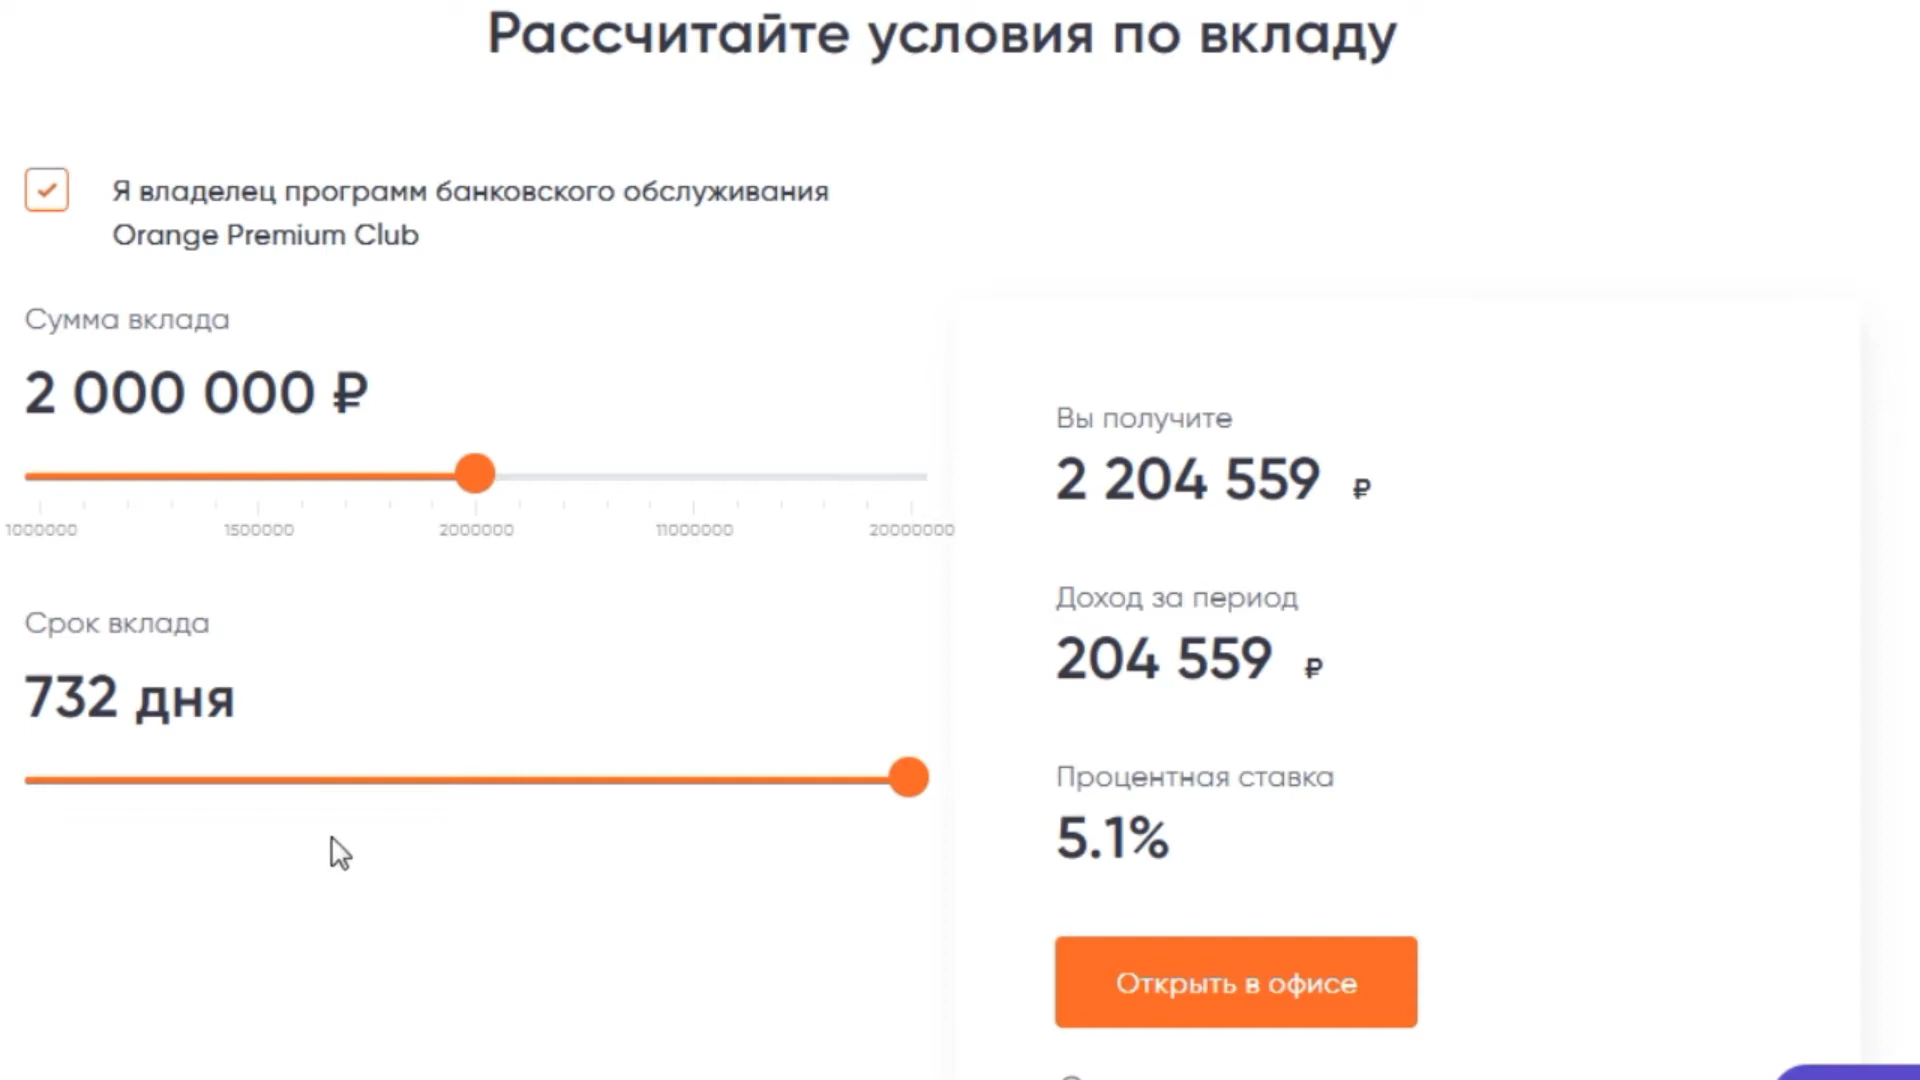 Рассчитайте условия по вкладу
Я владелец программ банковского обслуживания
Orange Premium Club
Сумма вклада
2 000 000 ₽
1000000 1500000 2000000 11000000 20000000
Срок вклада
732 дня
Вы получите
2 204 559 ₽
Доход за период
204 559 ₽
Процентная ставка
5.1%
Открыть в офисе